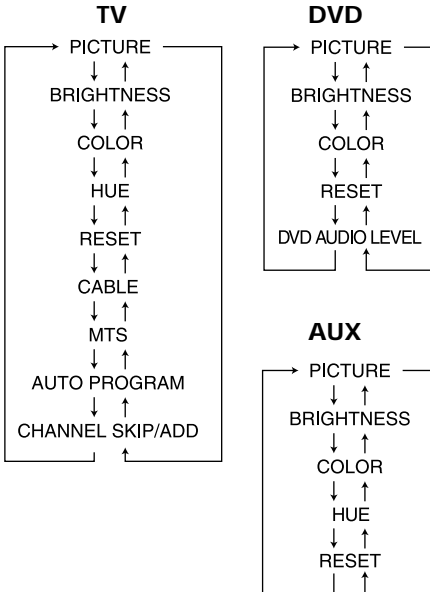 TV
PICTURE
BRIGHTNESS
COLOR
HUE
RESET
CABLE
MTS
AUTO PROGRAM
CHANNEL SKIP/ADD
DVD
PICTURE
BRIGHTNESS
COLOR
RESET
DVD AUDIO LEVEL
AUX
PICTURE
BRIGHTNESS
COLOR
HUE
RESET